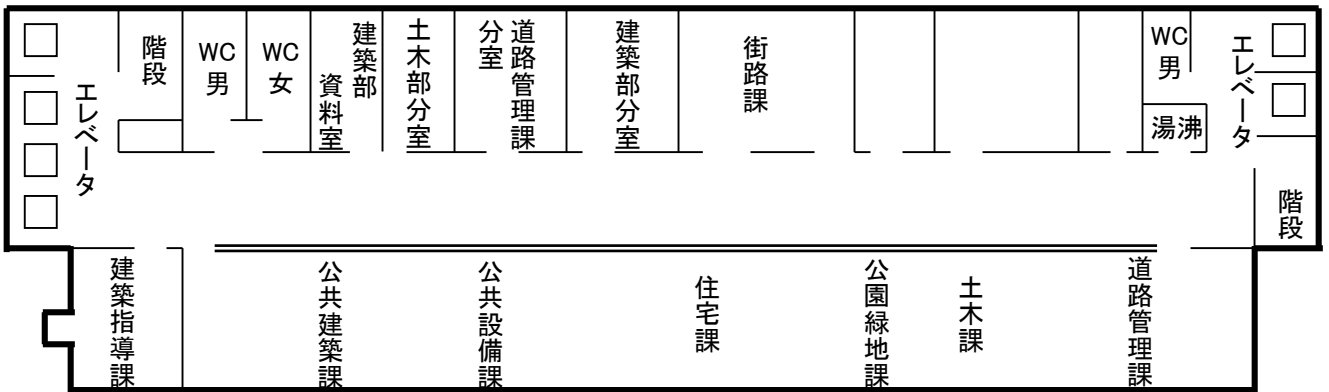 エレベータ
階段
WC
男
WC
女
建築部
資料室
土木部分室
道路管理課
分室
建築部分室
街路課
WC
男
湯沸
エレベータ
階段
建築指導課
公共建築課
公共設備課
住宅課
公園緑地課
土木課
道路管理課